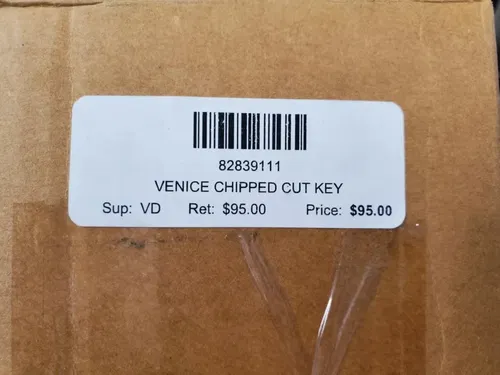 82839111
VENICE CHIPPED CUT KEY
Sup: VD Ret: $95.00 Price: $95.00